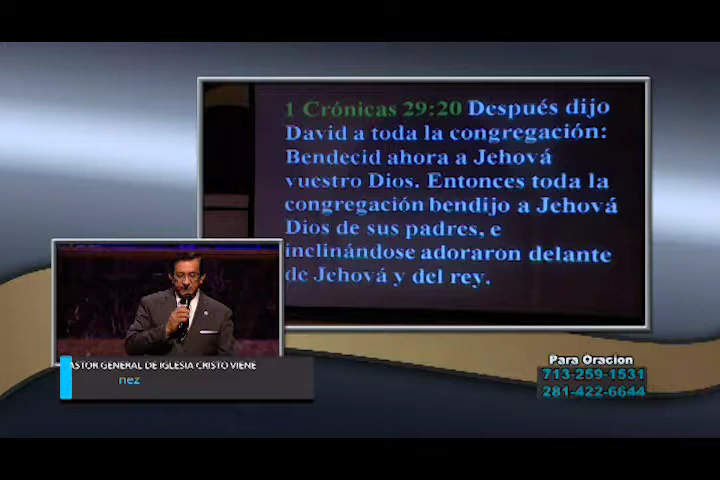 1 Crónicas 29:20 Después dijo
David a toda la congregación:
Bendecid ahora a Jehová
vuestro Dios. Entonces toda la
congregación bendijo a Jehová
Dios de sus padres, e
inclinándose adoraron delante
de Jehová y del rey.
ASTOR GENERAL DE IGLESIA CRISTO VIENE
nez
Para Oracion
713-259-1531
281-422-6644